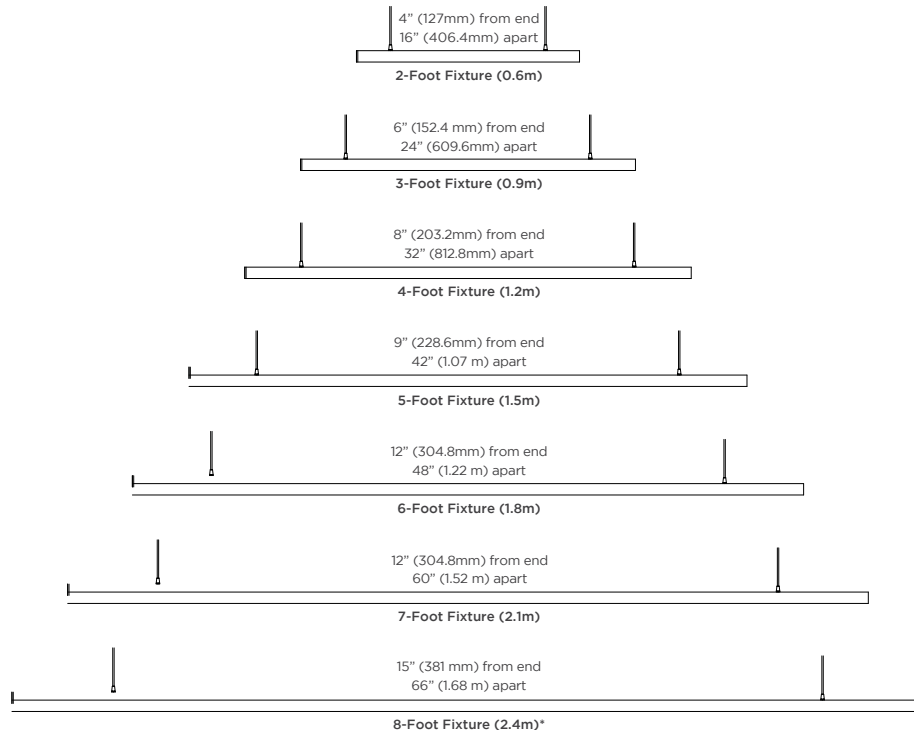 4” (127mm) from end
16” (406.4mm) apart
2-Foot Fixture (0.6m)
6” (152.4 mm) from end
24” (609.6mm) apart
3-Foot Fixture (0.9m)
8” (203.2mm) from end
32” (812.8mm) apart
4-Foot Fixture (1.2m)
9” (228.6mm) from end
42” (1.07 m) apart
5-Foot Fixture (1.5m)
12” (304.8mm) from end
48” (1.22 m) apart
6-Foot Fixture (1.8m)
12” (304.8mm) from end
60” (1.52 m) apart
7-Foot Fixture (2.1m)
15” (381 mm) from end
66” (1.68 m) apart
8-Foot Fixture (2.4m)*